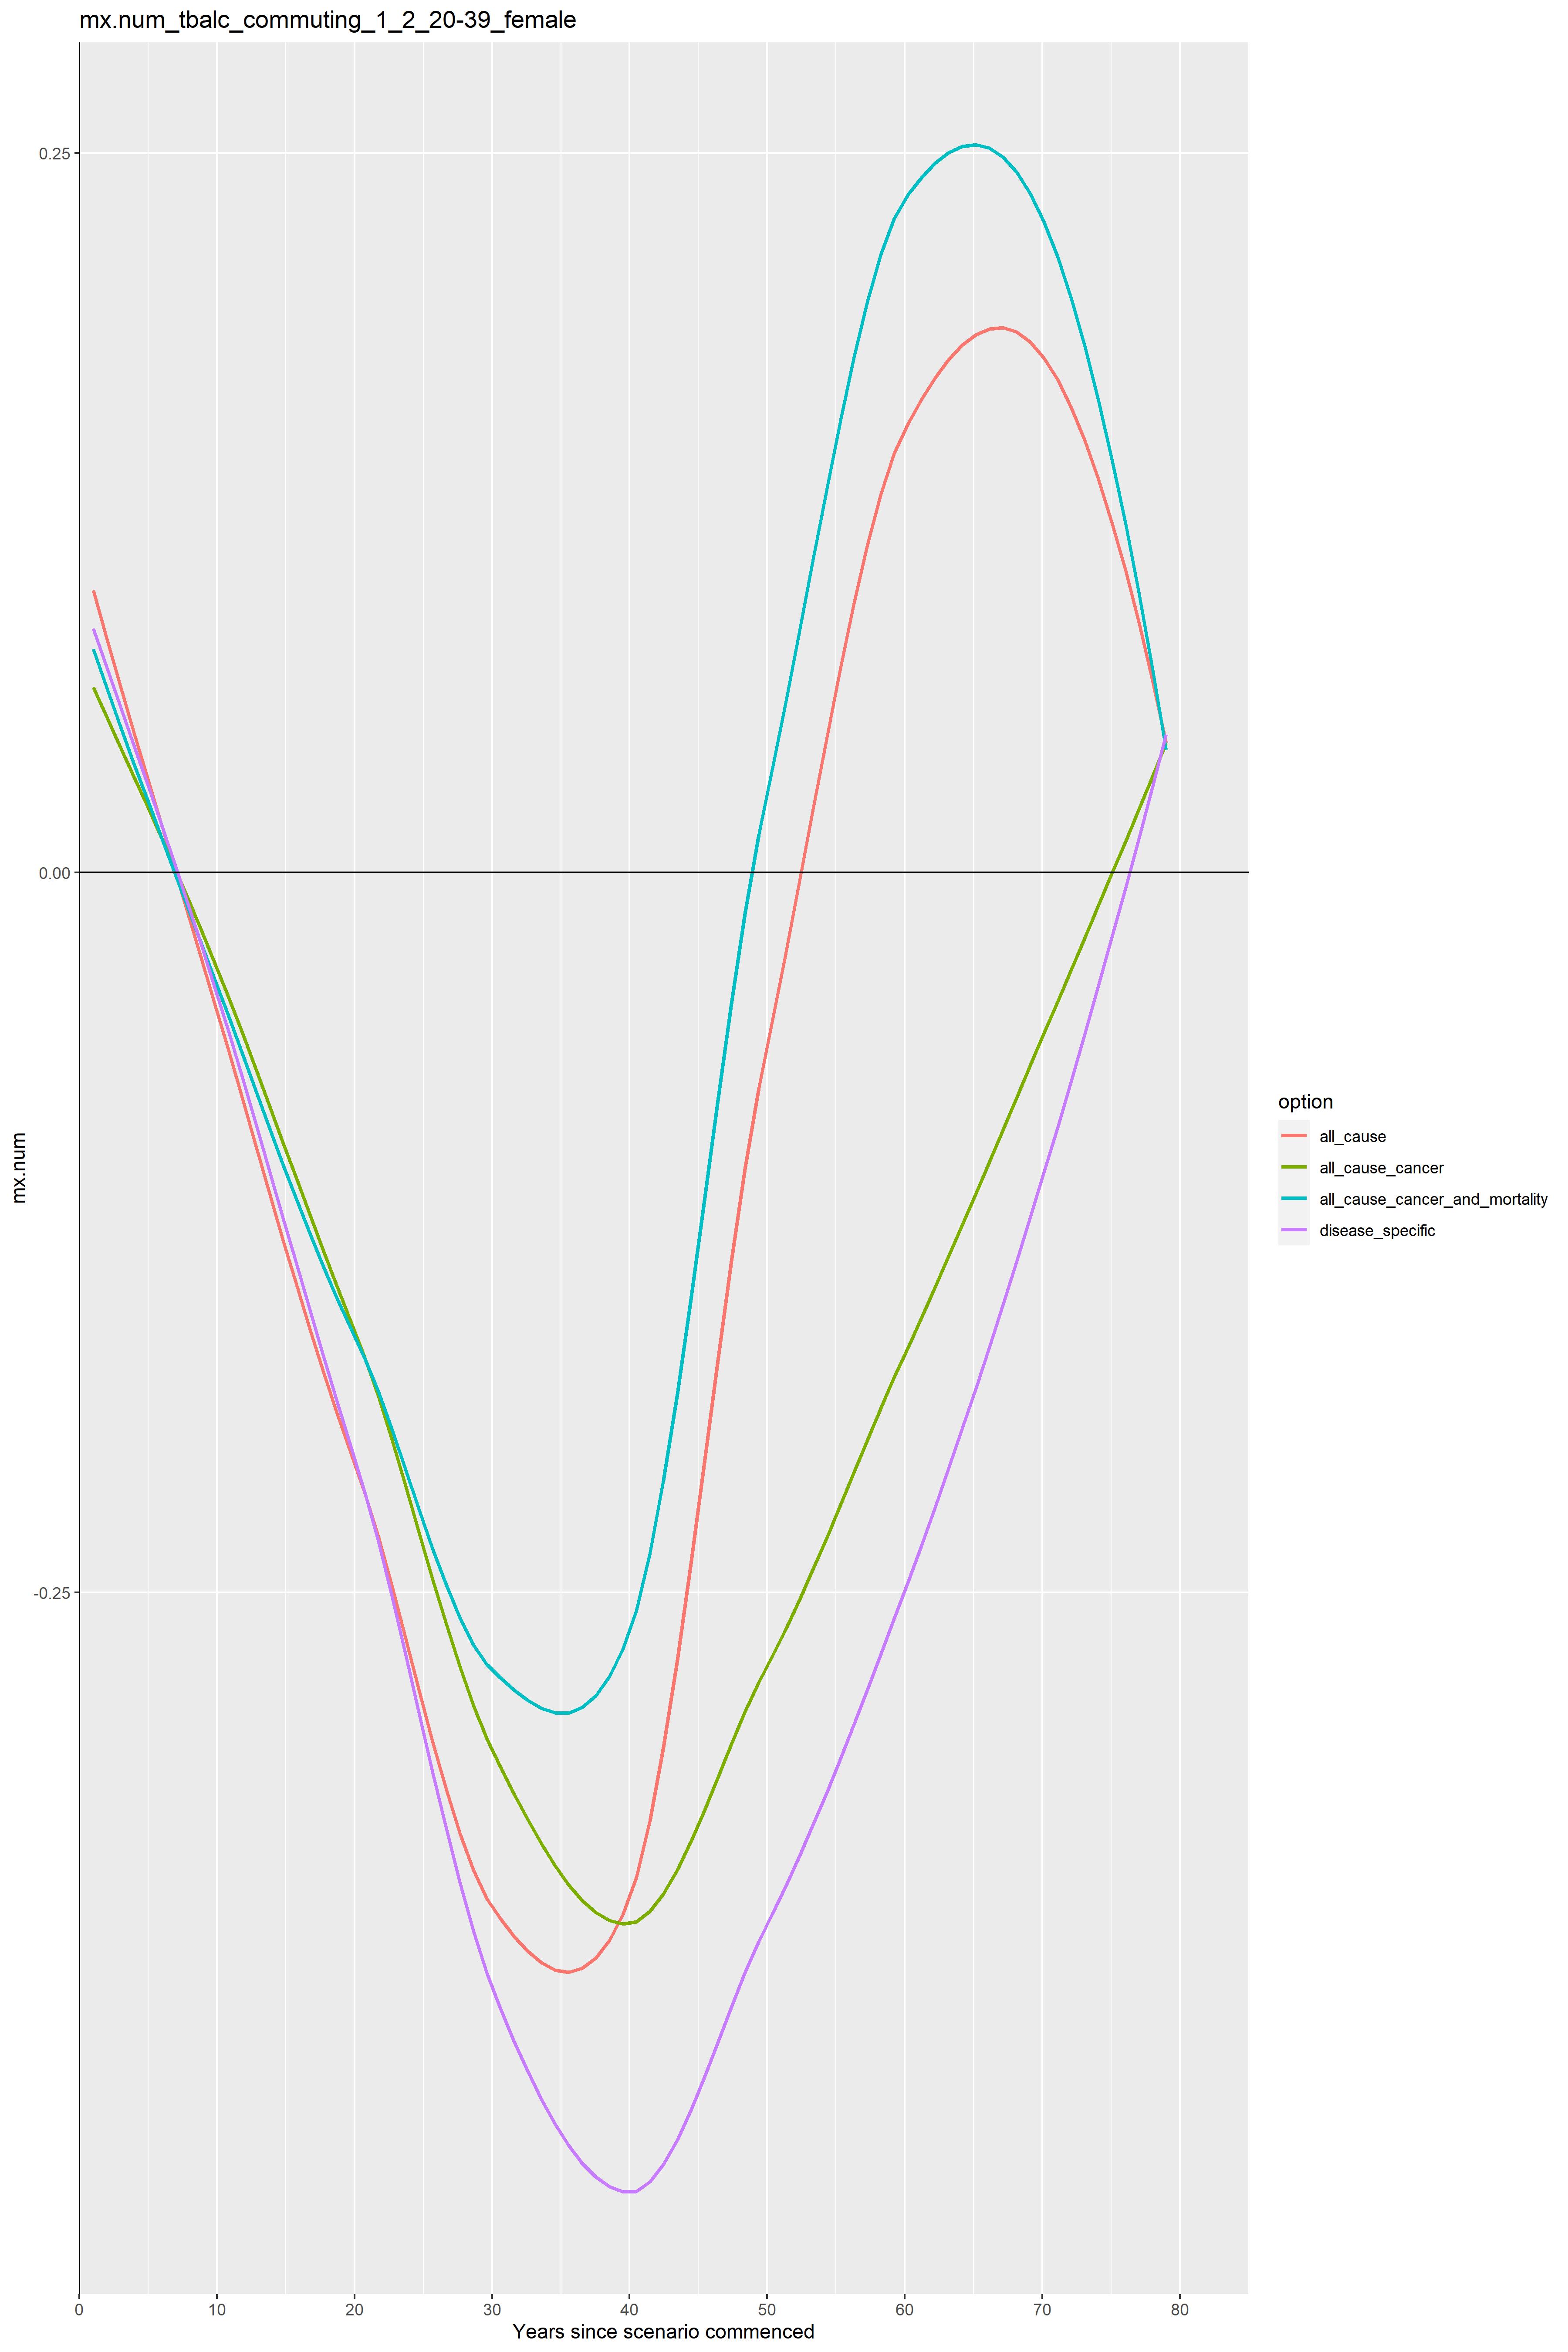 mx.num_tbalc_commuting_1_2_20-39_female
0.25
0.00
-0.25
mx.num
0 10 20 30 40 50 60 70 80
Years since scenario commenced
option
all_cause
all_cause_cancer
all_cause_cancer_and_mortality
disease_specific